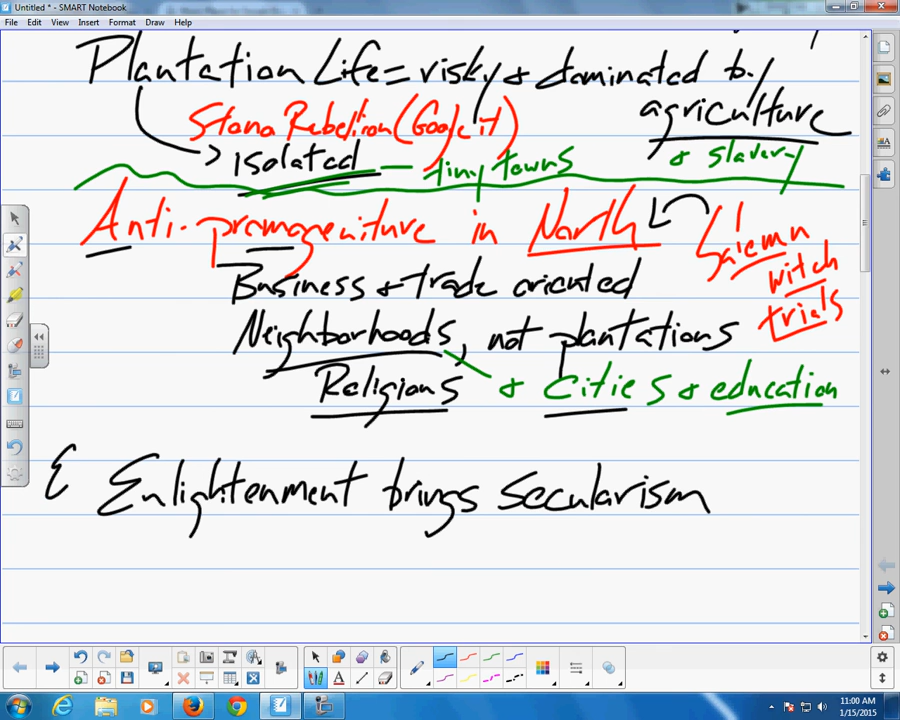 Untitled * - SMART Notebook
File Edit View Insert Format Draw Help
Plantation Life = risky & dominated by
agriculture
Stono Rebellion (Google it)
& slavery
isolated — tiny towns
Anti-promogeniture in North
Salemn
witch
trials
Business & trade oriented
Neighborhoods, not plantations
Religions & Cities & education
E Enlightenment brings secularism
11:00 AM
1/15/2015